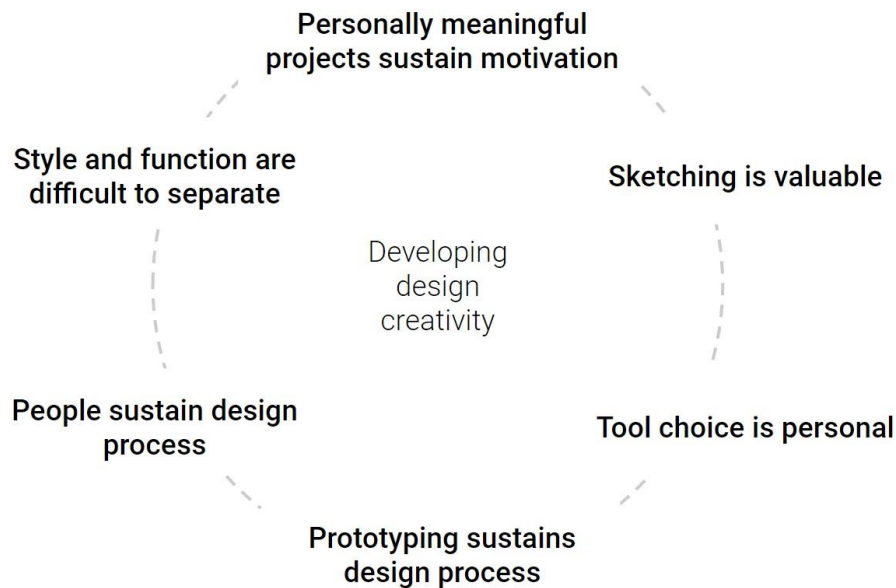 Personally meaningful
projects sustain motivation
Style and function are
difficult to separate
Sketching is valuable
Developing
design
creativity
People sustain design
process
Tool choice is personal
Prototyping sustains
design process